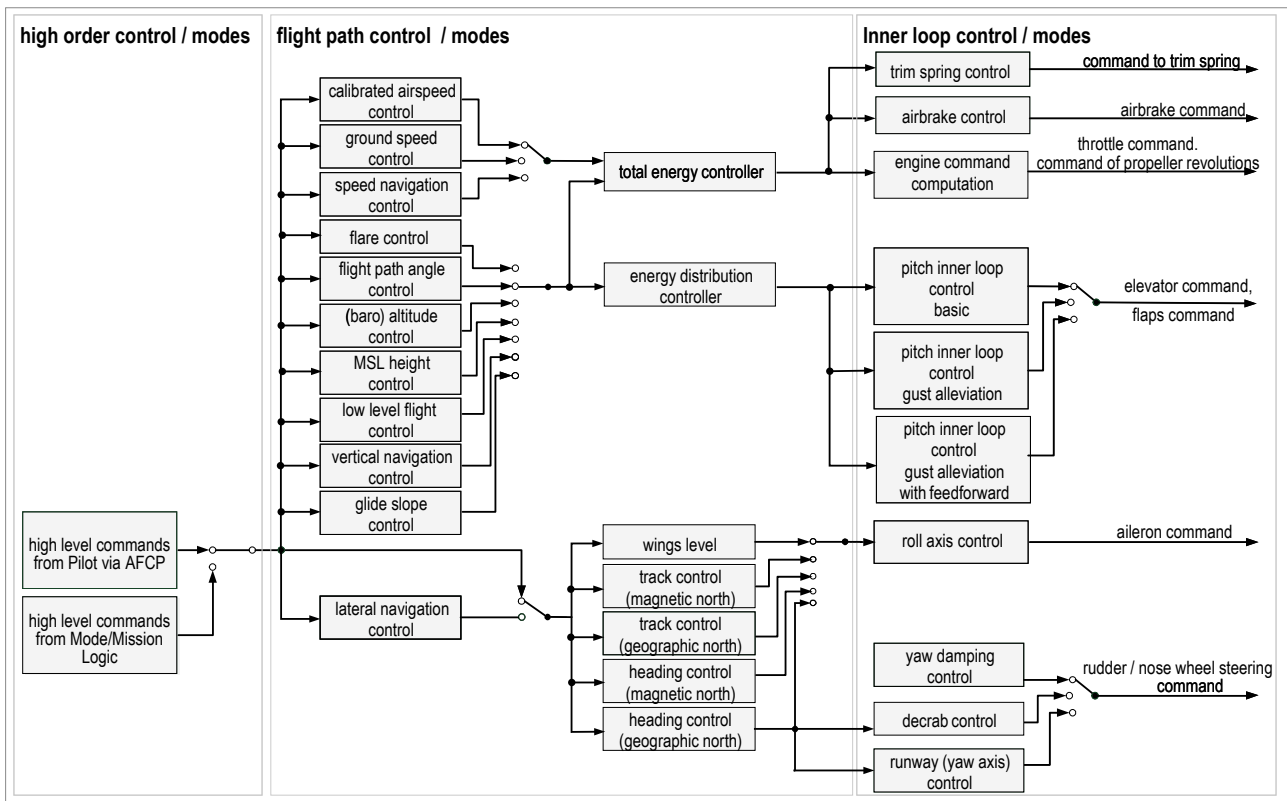 high order control / modes
flight path control / modes
Inner loop control / modes
calibrated airspeed
control
ground speed
control
speed navigation
control
flare control
flight path angle
control
(baro) altitude
control
MSL height
control
low level flight
control
vertical navigation
control
glide slope
control
high level commands
from Pilot via AFCP
high level commands
from Mode/Mission
Logic
lateral navigation
control
total energy controller
energy distribution
controller
wings level
track control
(magnetic north)
track control
(geographic north)
heading control
(magnetic north)
heading control
(geographic north)
trim spring control
command to trim spring
airbrake control
airbrake command
engine command
computation
throttle command.
command of propeller revolutions
pitch inner loop
control
basic
elevator command,
flaps command
pitch inner loop
control
gust alleviation
pitch inner loop
control
gust alleviation
with feedforward
roll axis control
aileron command
yaw damping
control
rudder / nose wheel steering
command
decrab control
runway (yaw axis)
control